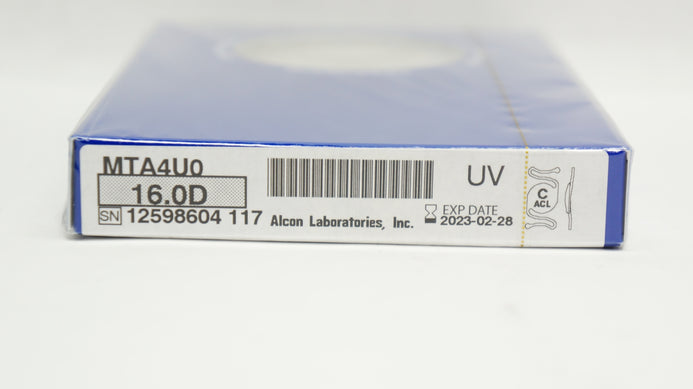 MTA4U0
16.0D
SN 12598604 117
Alcon Laboratories, Inc.
UV
EXP DATE
2023-02-28
C
ACL